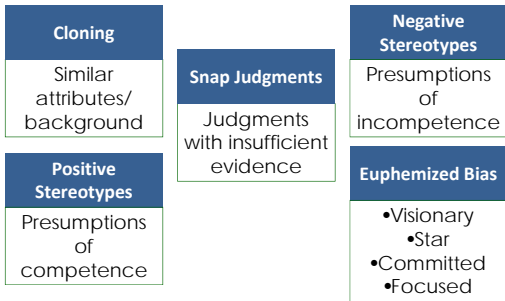 Cloning
Similar
attributes/
background
Positive
Stereotypes
Presumptions
of
competence
Snap Judgments
Judgments
with insufficient
evidence
Negative
Stereotypes
Presumptions
of
incompetence
Euphemized Bias
•Visionary
•Star
•Committed
•Focused